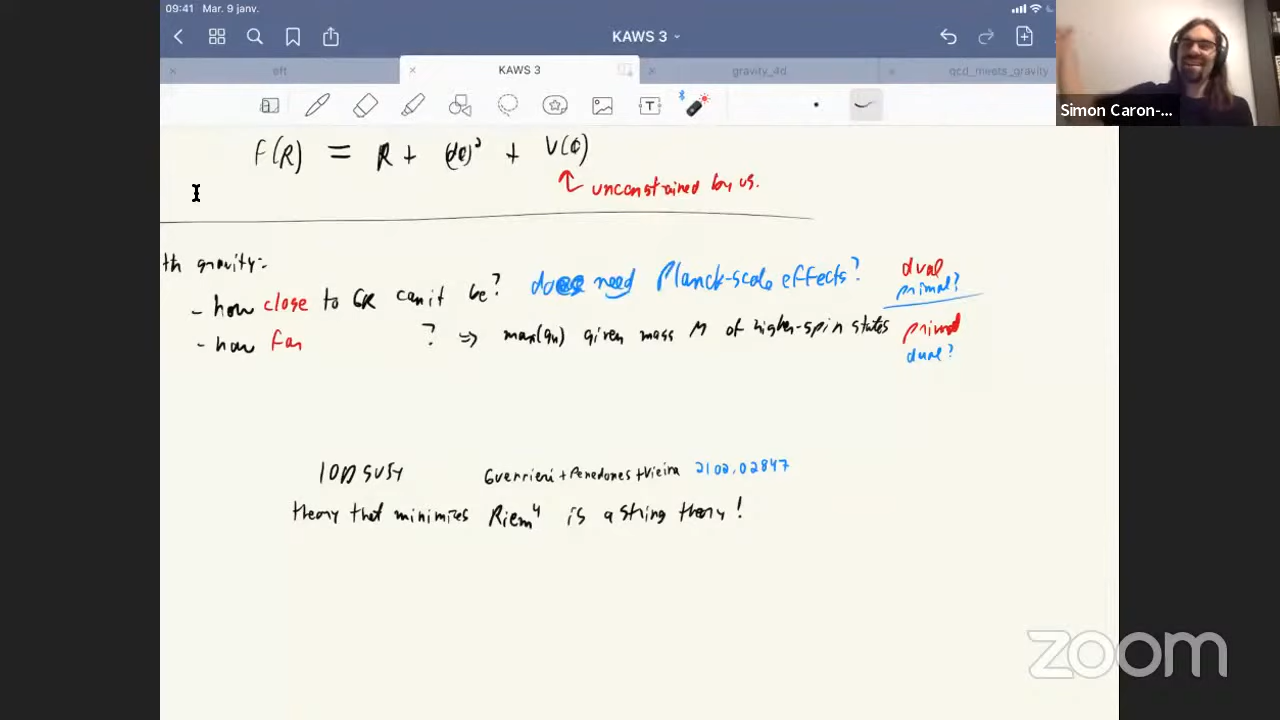 09:41 Mar. 9 janv.
KAWS 3
eft
KAWS 3
gravity_4d
qcd_meets_gravity
Simon Caron-...
F(R) = R + (∂φ)² + V(φ)
unconstrained by us.
th gravity:
- how close to GR can it be? does need Planck-scale effects? dual
primal?
- how far ? => max(gn) given mass M of higher-spin states primal
dual?
10D SUSY Guerrieri+Penedones+Vieira 2102.02847
theory that minimizes Riem⁴ is a string theory!
zoom